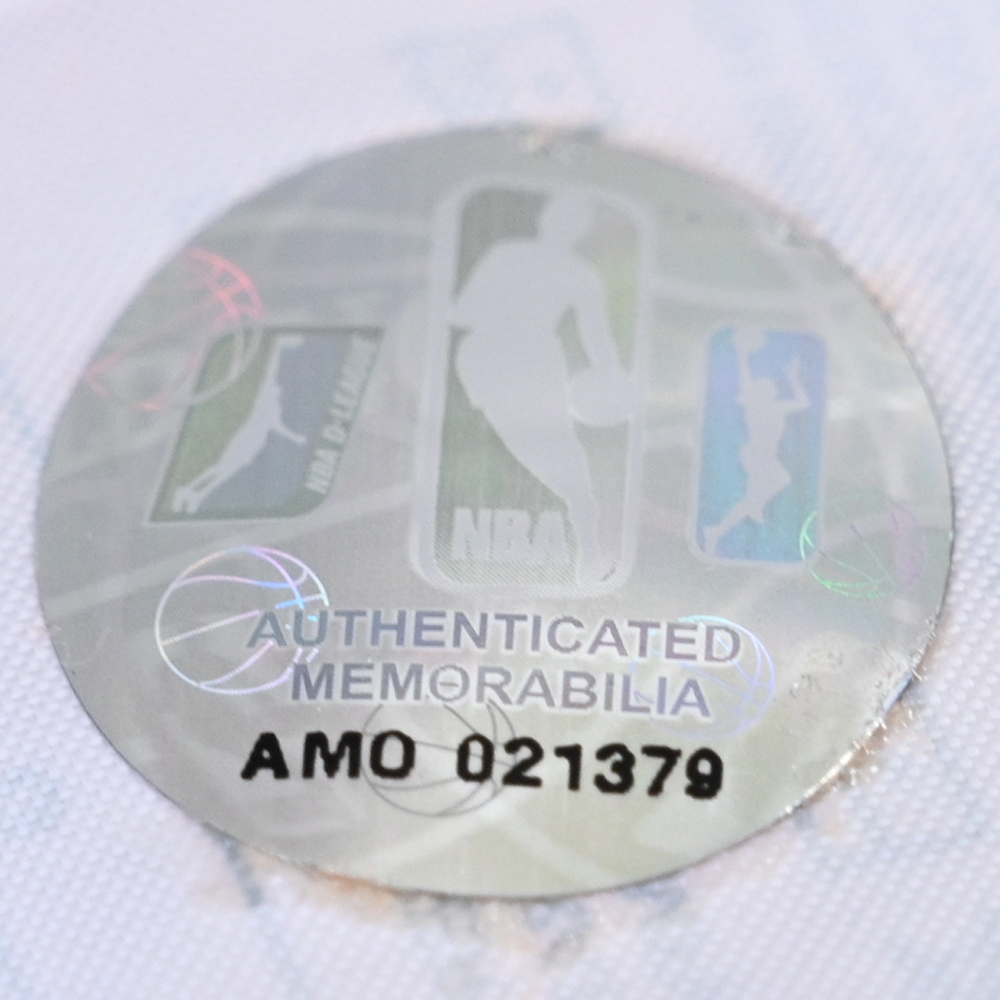 NBA D-LEAGUE
NBA
AUTHENTICATED
MEMORABILIA
AMO 021379